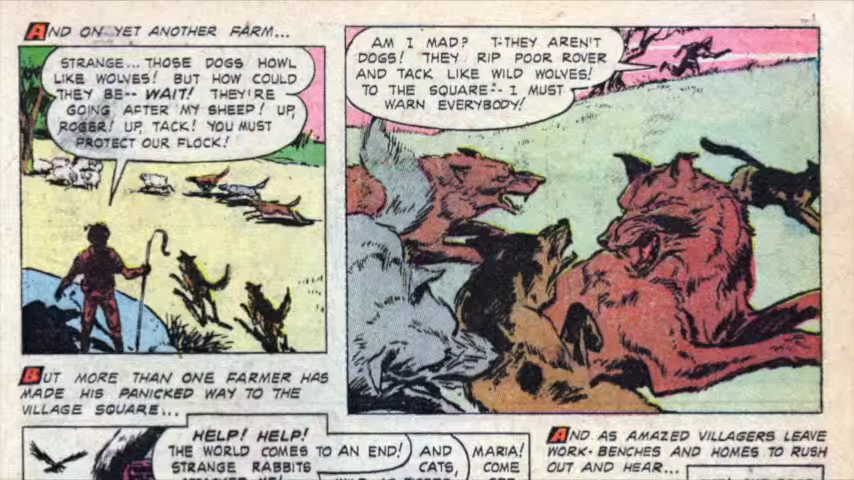 AND ON YET ANOTHER FARM...
STRANGE... THOSE DOGS HOWL
LIKE WOLVES! BUT HOW COULD
THEY BE-- WAIT! THEY'RE
GOING AFTER MY SHEEP! UP,
ROGER! UP, TACK! YOU MUST
PROTECT OUR FLOCK!
AM I MAD? T-THEY AREN'T
DOGS! THEY RIP POOR ROVER
AND TACK LIKE WILD WOLVES!
TO THE SQUARE-- I MUST
WARN EVERYBODY!
BUT MORE THAN ONE FARMER HAS
MADE HIS PANICKED WAY TO THE
VILLAGE SQUARE...
HELP! HELP!
THE WORLD COMES TO AN END!
STRANGE RABBITS
AND
CATS,
MARIA!
COME
AND AS AMAZED VILLAGERS LEAVE
WORK-BENCHES AND HOMES TO RUSH
OUT AND HEAR...